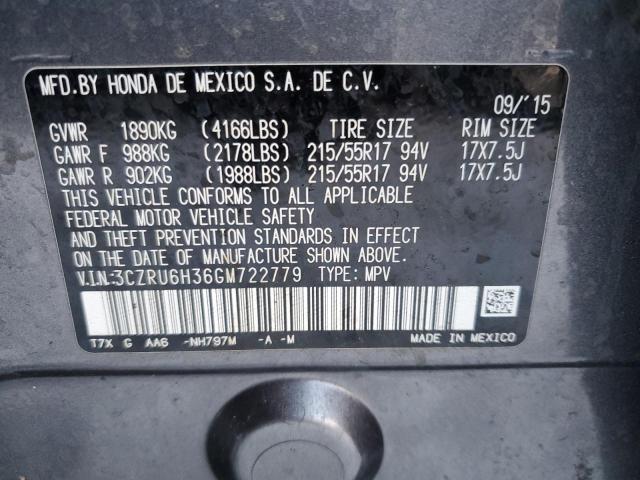 MFD.BY HONDA DE MEXICO S.A. DE C.V.
09/'15
GVWR 1890KG (4166LBS) TIRE SIZE RIM SIZE
GAWR F 988KG (2178LBS) 215/55R17 94V 17X7.5J
GAWR R 902KG (1988LBS) 215/55R17 94V 17X7.5J
THIS VEHICLE CONFORMS TO ALL APPLICABLE
FEDERAL MOTOR VEHICLE SAFETY
AND THEFT PREVENTION STANDARDS IN EFFECT
ON THE DATE OF MANUFACTURE SHOWN ABOVE.
V.I.N.:3CZRU6H36GM722779 TYPE: MPV
T7X G AA6 -NH797M -A -M MADE IN MEXICO